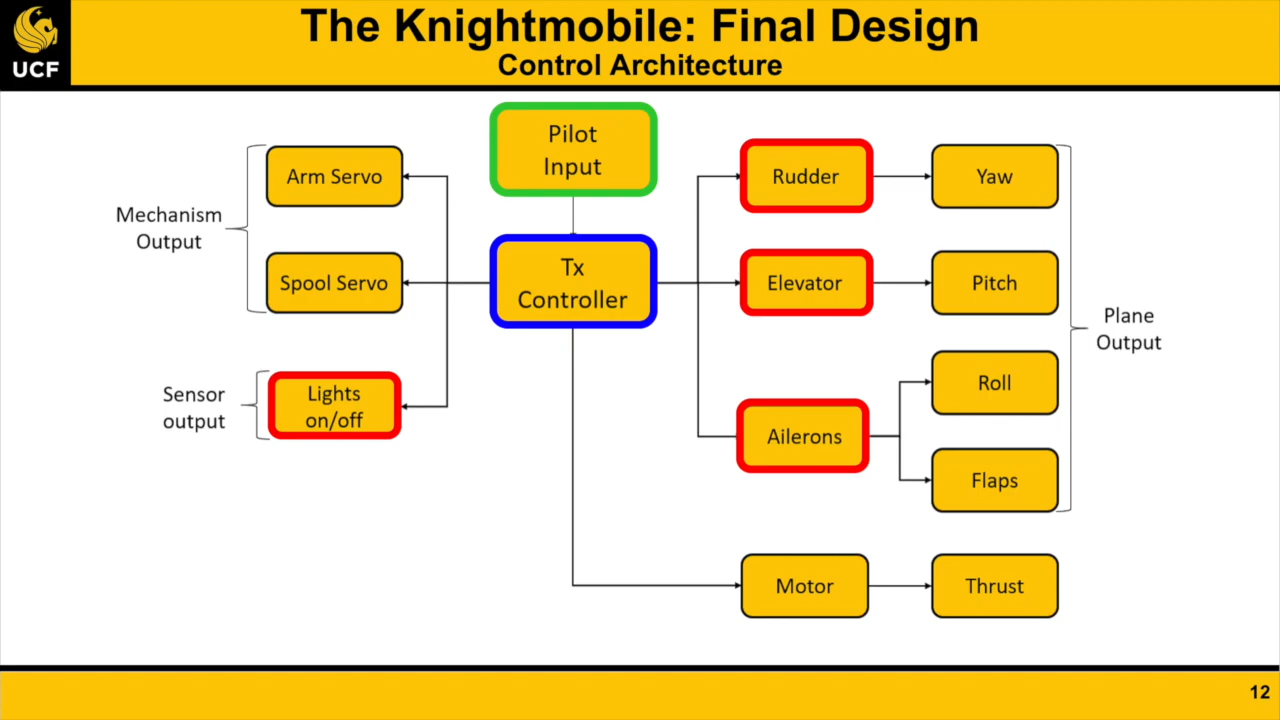 The Knightmobile: Final Design
Control Architecture
UCF
Pilot
Input
Tx
Controller
Mechanism
Output
Arm Servo
Spool Servo
Sensor
output
Lights
on/off
Rudder
Yaw
Elevator
Pitch
Ailerons
Roll
Flaps
Plane
Output
Motor
Thrust
12